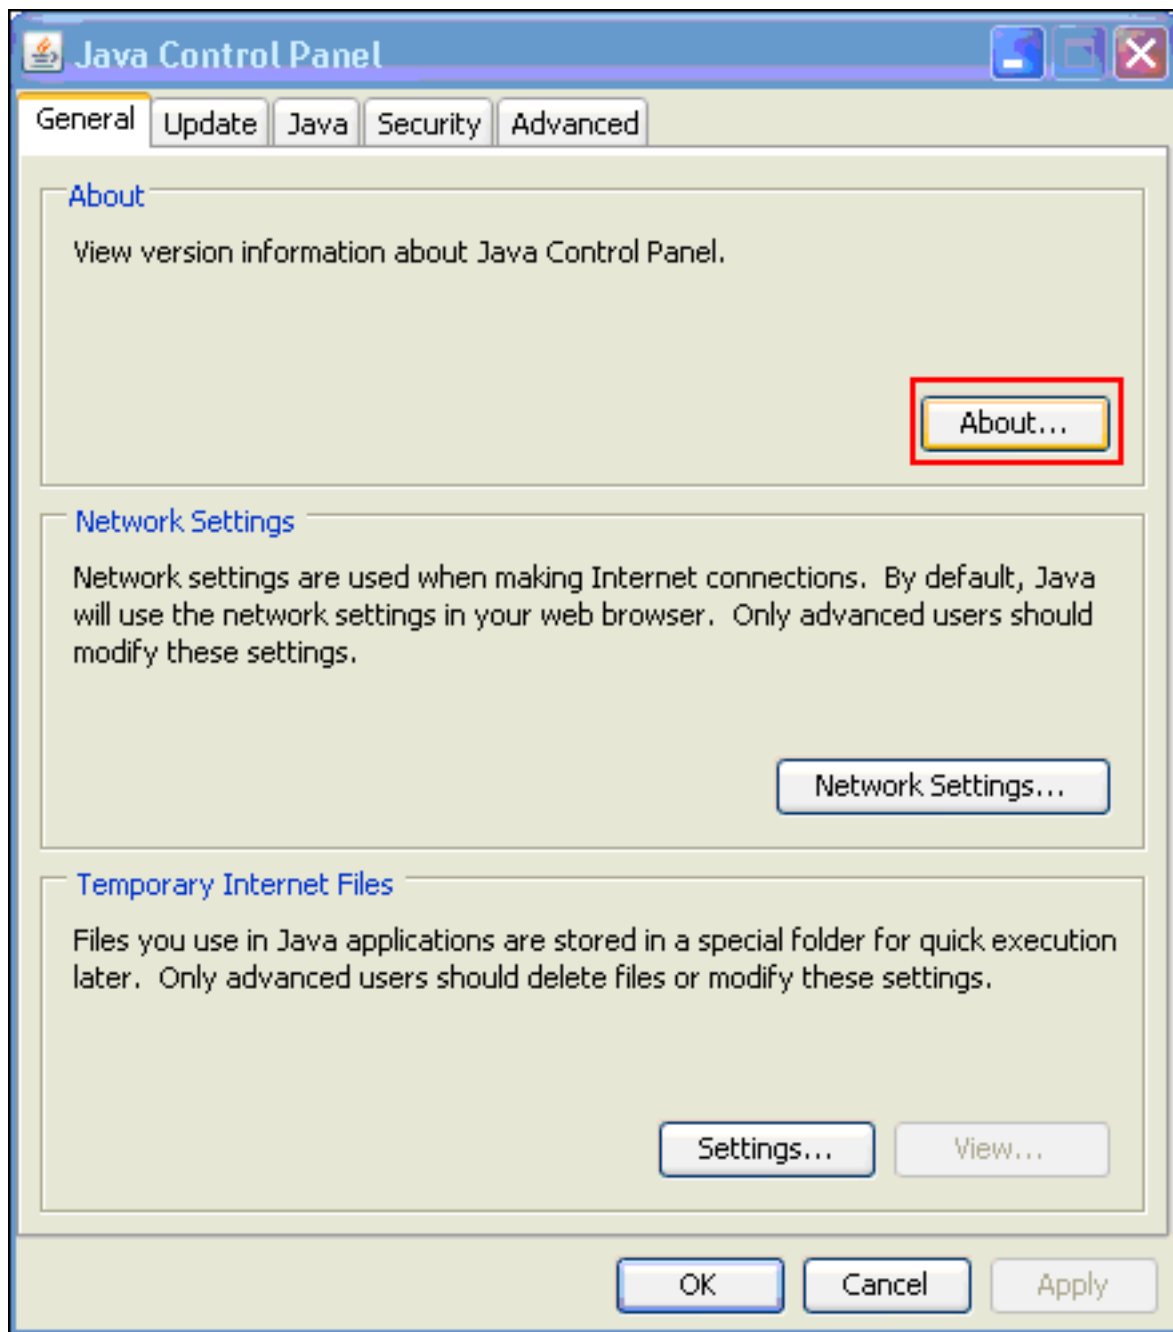 Java Control Panel
General Update Java Security Advanced
About
View version information about Java Control Panel.
About...
Network Settings
Network settings are used when making Internet connections.  By default, Java
will use the network settings in your web browser.  Only advanced users should
modify these settings.
Network Settings...
Temporary Internet Files
Files you use in Java applications are stored in a special folder for quick execution
later.  Only advanced users should delete files or modify these settings.
Settings... View...
OK Cancel Apply